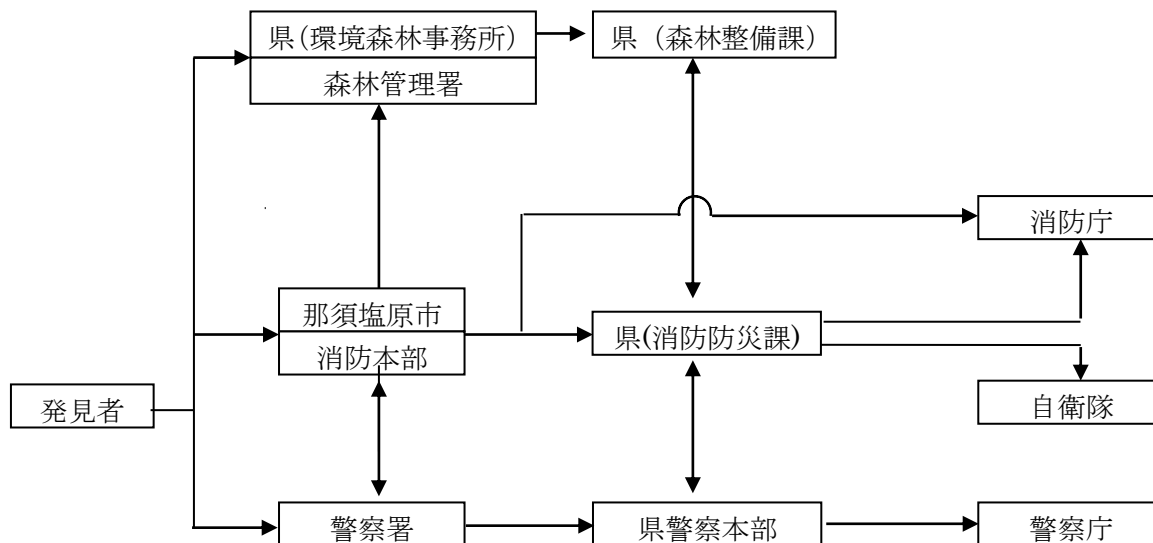 県(環境森林事務所)
県（森林整備課）
森林管理署
消防庁
那須塩原市
県(消防防災課)
消防本部
発見者
自衛隊
警察署
県警察本部
警察庁